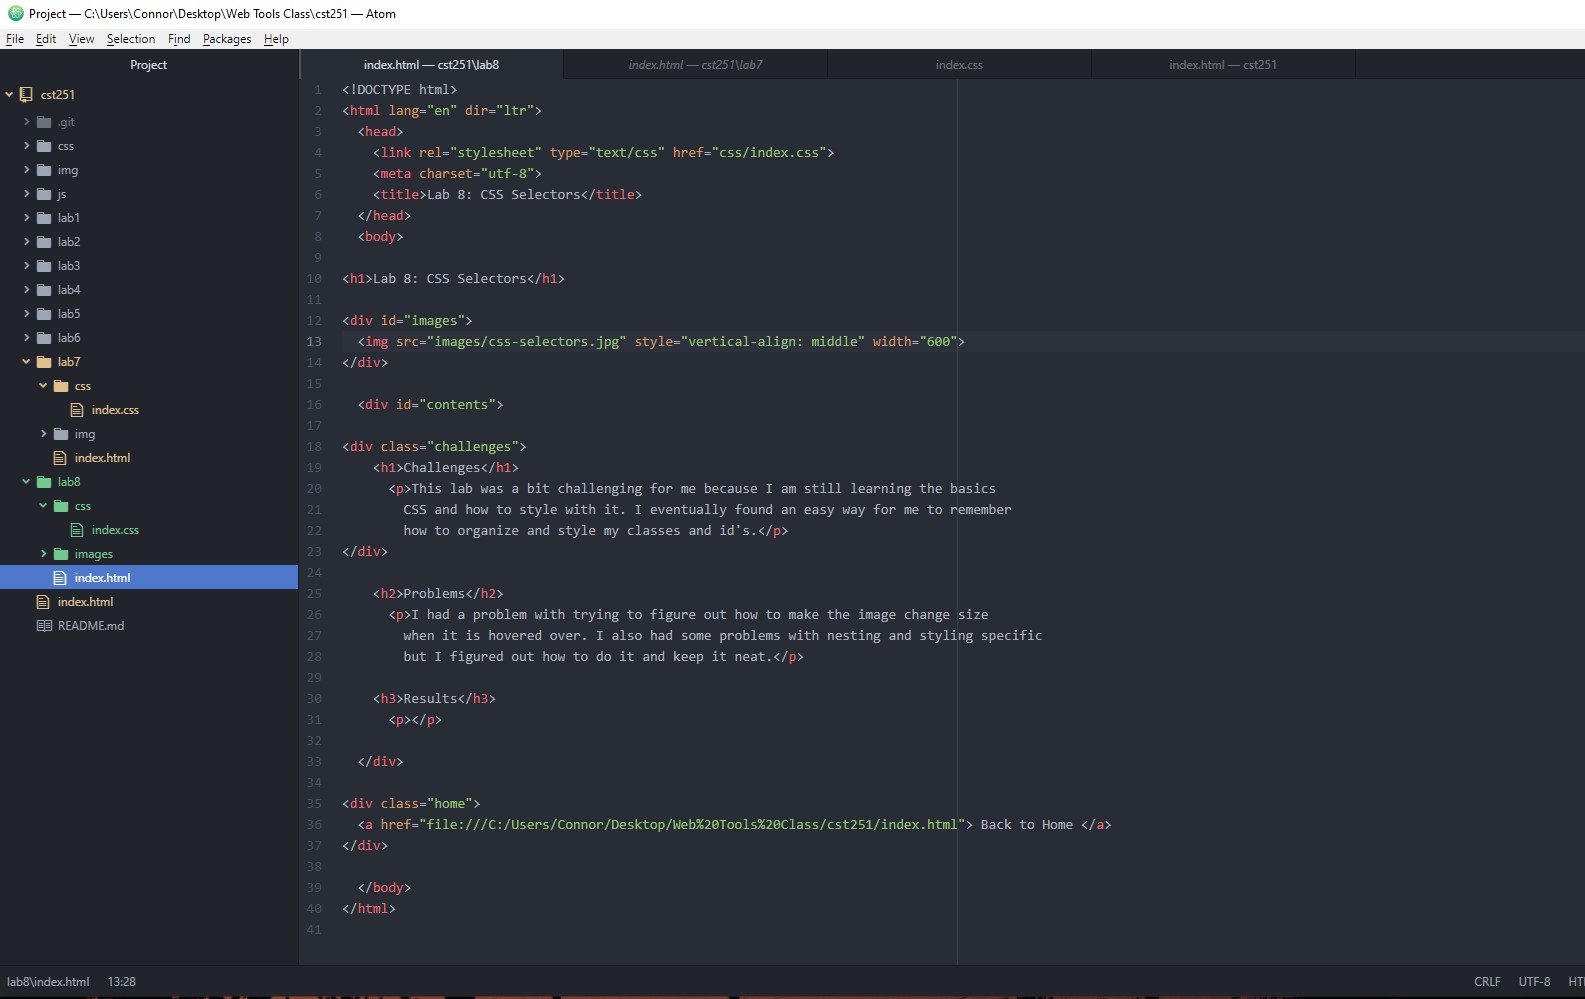 Project — C:\Users\Connor\Desktop\Web Tools Class\cst251 — Atom
File Edit View Selection Find Packages Help
Project
index.html — cst251\lab8
index.html — cst251\lab7
index.css
index.html — cst251
cst251
.git
css
img
js
lab1
lab2
lab3
lab4
lab5
lab6
lab7
css
index.css
img
index.html
lab8
css
index.css
images
index.html
index.html
README.md
1 <!DOCTYPE html>
2 <html lang="en" dir="ltr">
3   <head>
4     <link rel="stylesheet" type="text/css" href="css/index.css">
5     <meta charset="utf-8">
6     <title>Lab 8: CSS Selectors</title>
7   </head>
8   <body>
9
10 <h1>Lab 8: CSS Selectors</h1>
11
12 <div id="images">
13   <img src="images/css-selectors.jpg" style="vertical-align: middle" width="600">
14 </div>
15
16   <div id="contents">
17
18 <div class="challenges">
19     <h1>Challenges</h1>
20       <p>This lab was a bit challenging for me because I am still learning the basics
21         CSS and how to style with it. I eventually found an easy way for me to remember
22         how to organize and style my classes and id's.</p>
23 </div>
24
25     <h2>Problems</h2>
26       <p>I had a problem with trying to figure out how to make the image change size
27         when it is hovered over. I also had some problems with nesting and styling specific
28         but I figured out how to do it and keep it neat.</p>
29
30     <h3>Results</h3>
31       <p></p>
32
33   </div>
34
35 <div class="home">
36   <a href="file:///C:/Users/Connor/Desktop/Web%20Tools%20Class/cst251/index.html"> Back to Home </a>
37 </div>
38
39   </body>
40 </html>
41
lab8\index.html 13:28
CRLF UTF-8